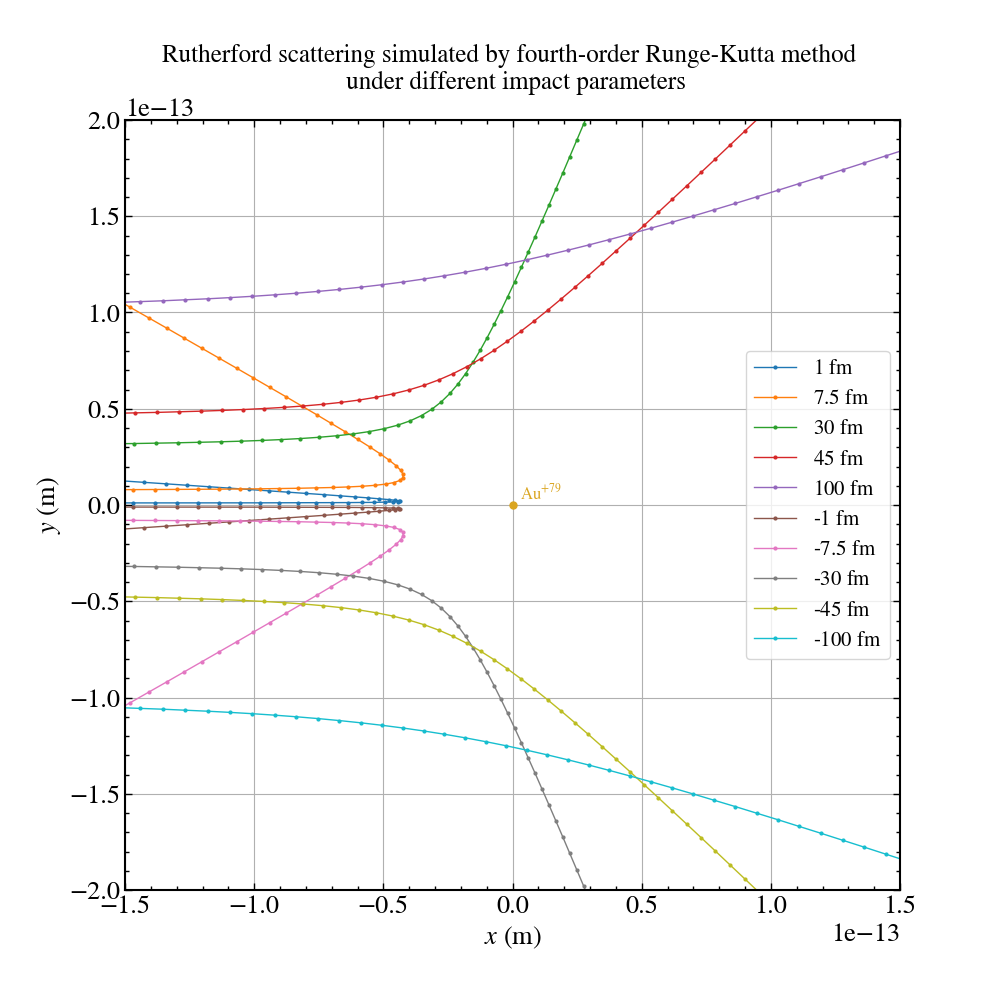 Rutherford scattering simulated by fourth-order Runge-Kutta method
under different impact parameters
1e−13
2.0
1.5
1.0
0.5
0.0
−0.5
−1.0
−1.5
−2.0
y (m)
Au+79
1 fm
7.5 fm
30 fm
45 fm
100 fm
-1 fm
-7.5 fm
-30 fm
-45 fm
-100 fm
−1.5 −1.0 −0.5 0.0 0.5 1.0 1.5
x (m)
1e−13